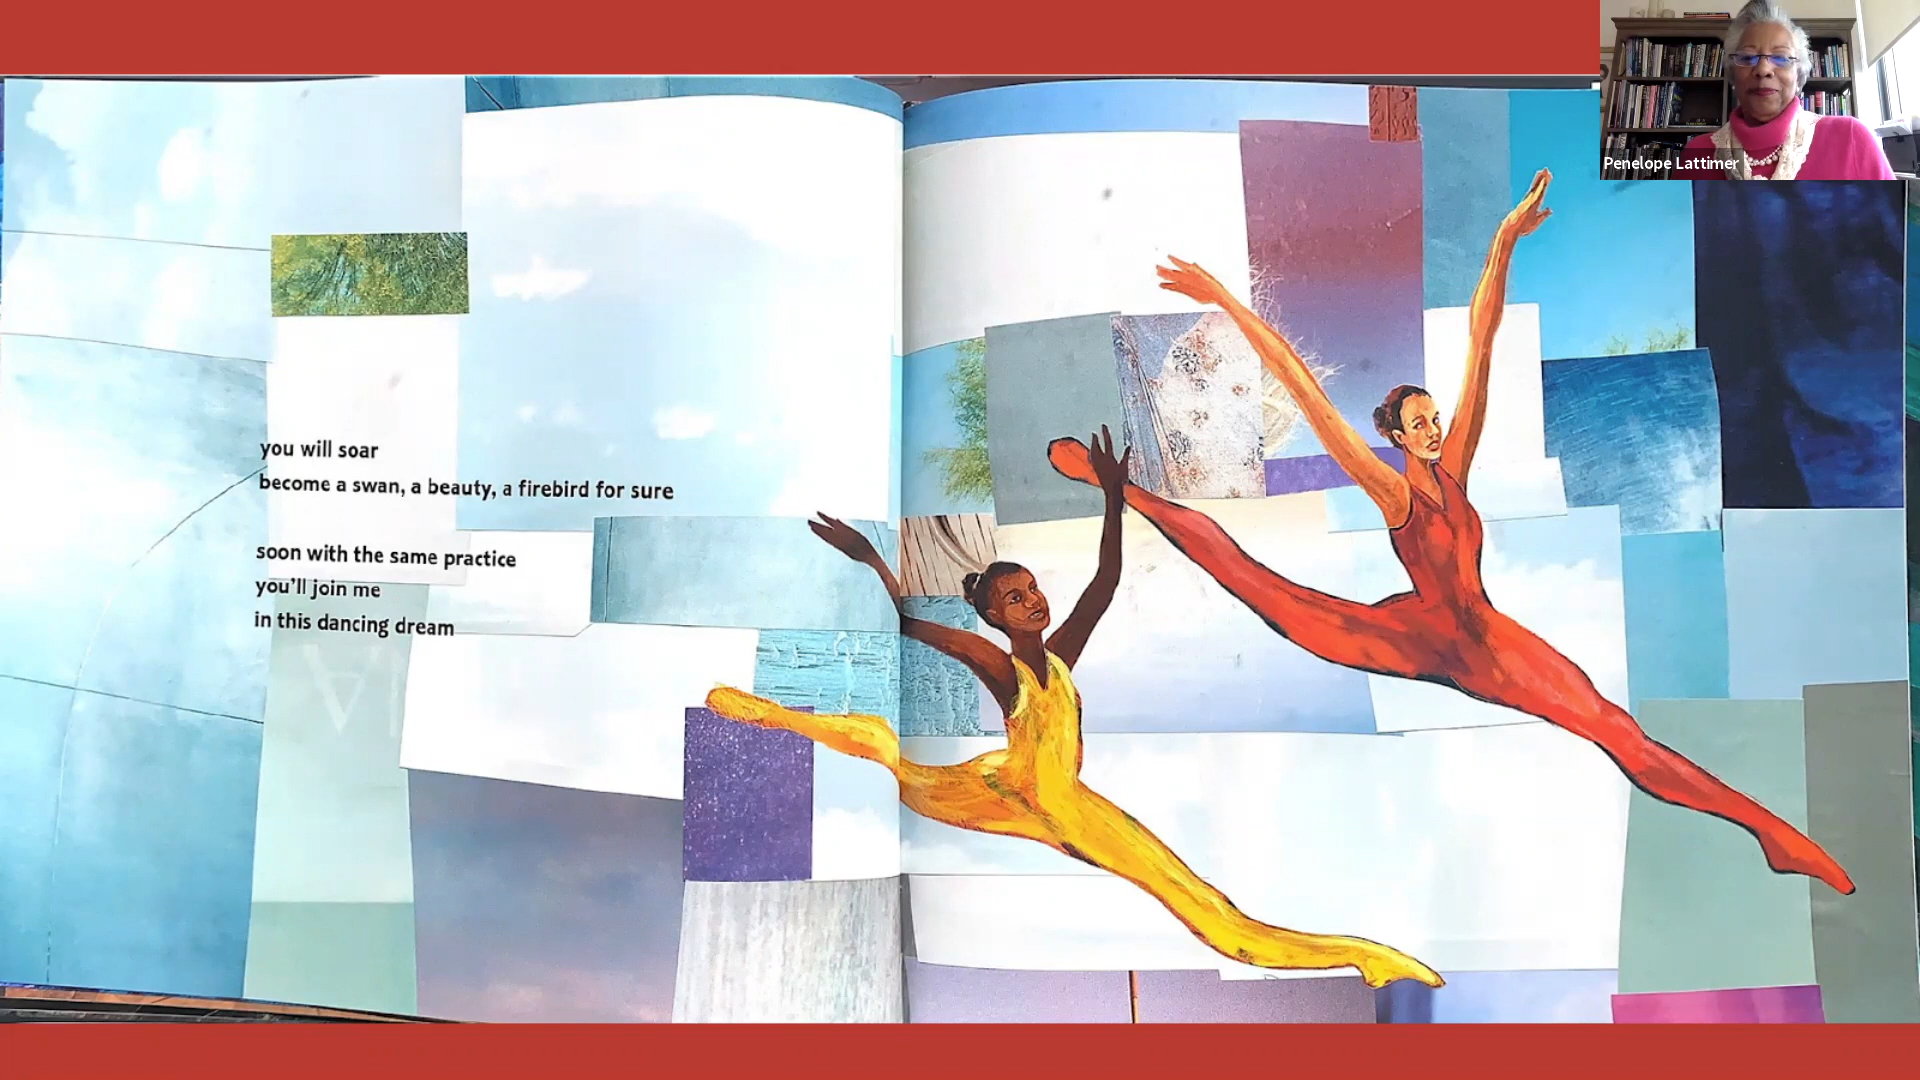 you will soar
become a swan, a beauty, a firebird for sure
soon with the same practice
you'll join me
in this dancing dream
Penelope Lattimer